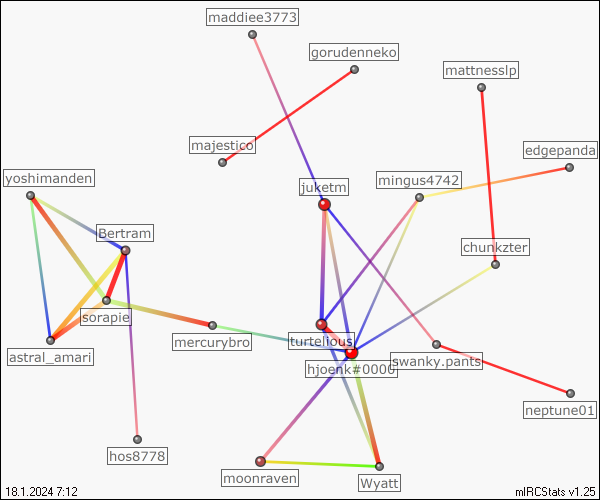 maddiee3773
gorudenneko
mattnesslp
majestico
edgepanda
yoshimanden
mingus4742
juketm
Bertram
chunkzter
sorapie
mercurybro
turtelious
astral_amari
swanky.pants
hjoenk#0000
neptune01
hos8778
moonraven
Wyatt
18.1.2024 7:12
mIRCStats v1.25